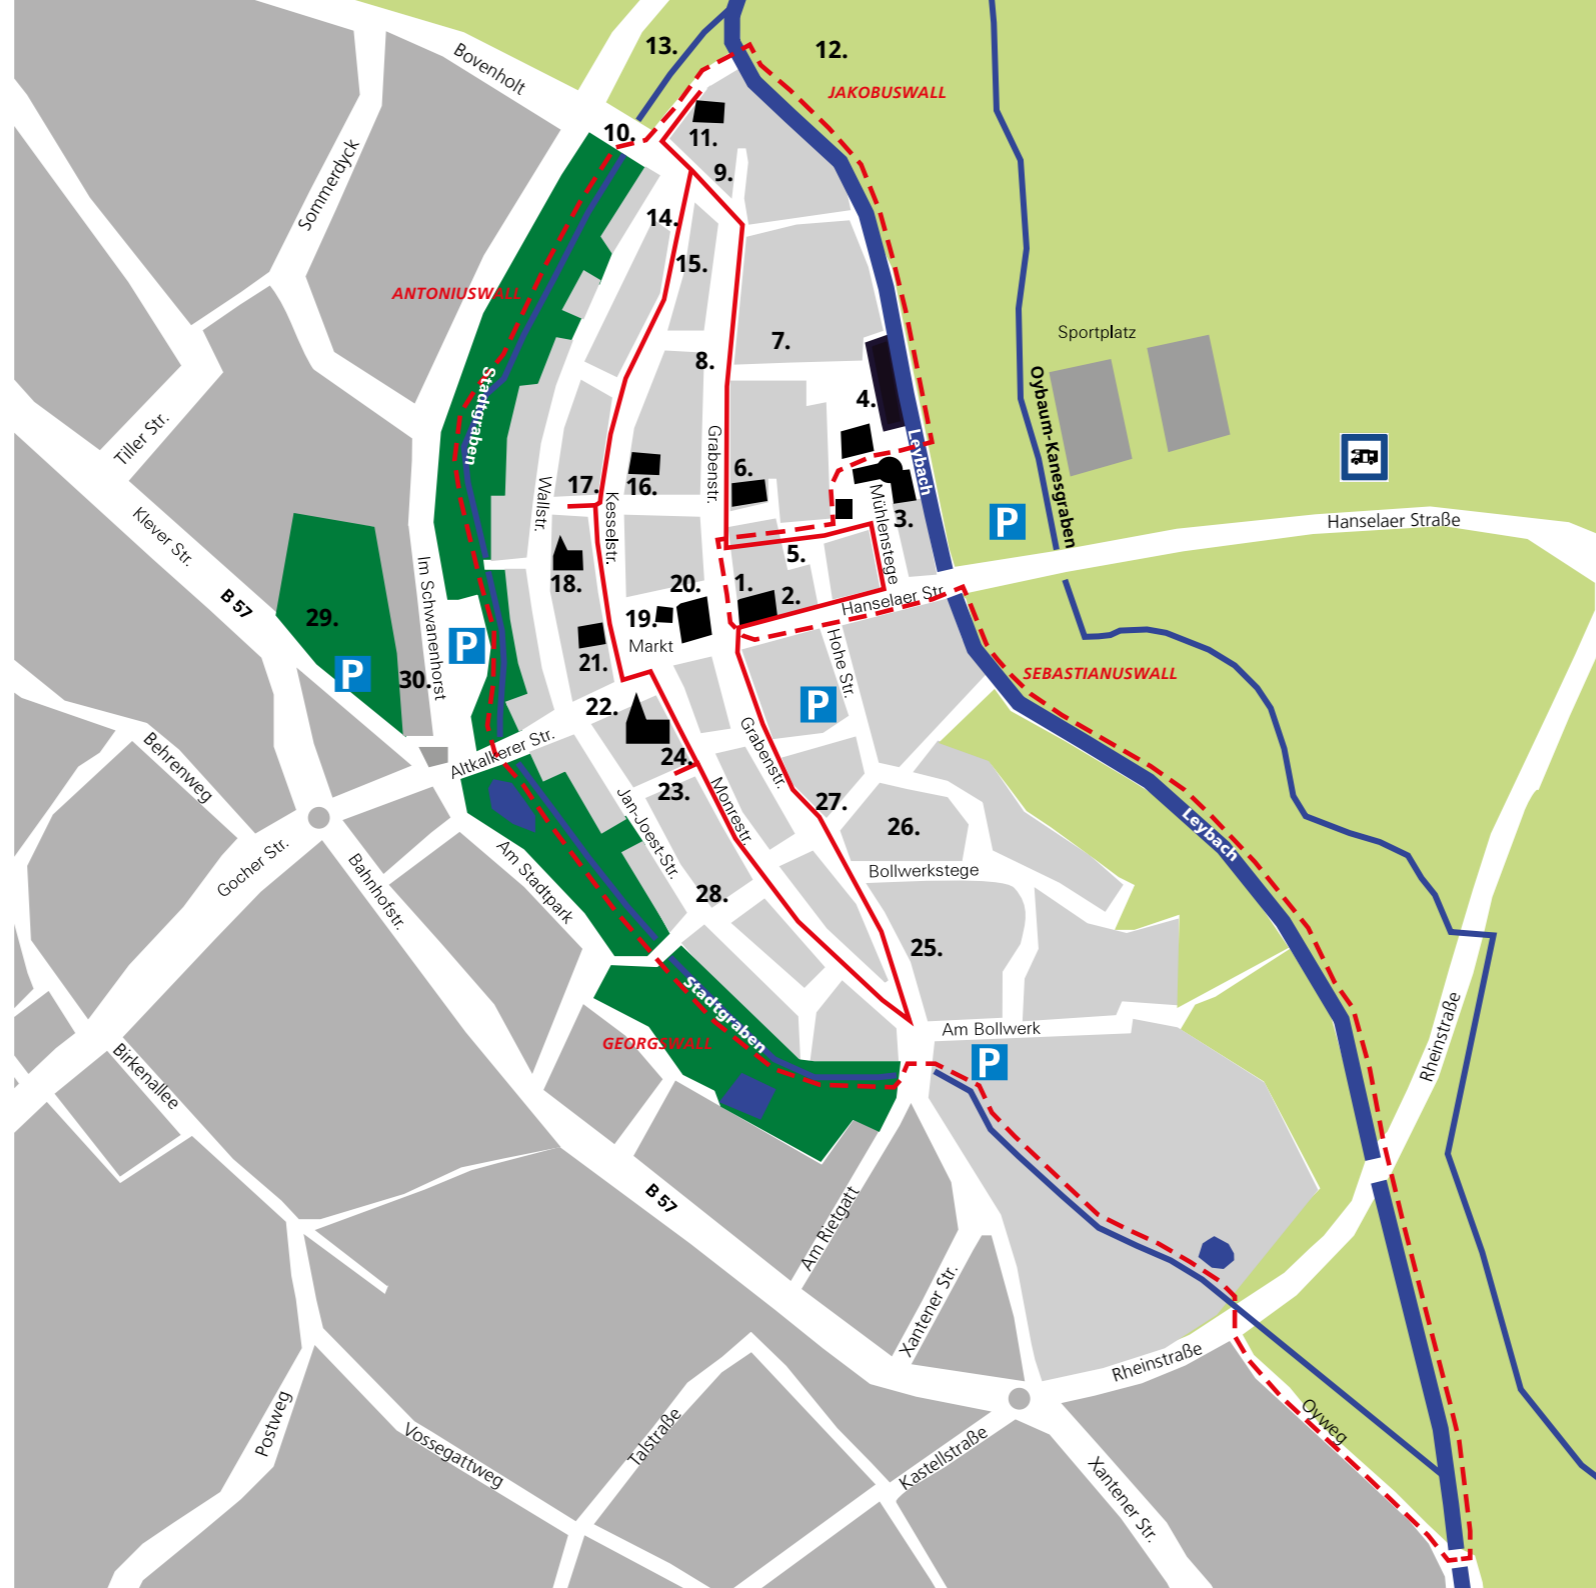 13.
12.
Bovenholt
JAKOBUSWALL
10.
11.
9.
Sommerdyck
14.
15.
ANTONIUSWALL
7.
Sportplatz
8.
4.
Stadtgraben
Oybaum-Kanesgraben
Tiller Str.
Grabenstr.
Leybach
6.
17.
16.
Wallstr.
Kesselstr.
Mühlenstege
3.
P
Hanselaer Straße
Klever Str.
5.
Im Schwanenhorst
18.
20.
1.
2.
Hanselaer Str.
B 57
29.
19.
Markt
P
21.
Hohe Str.
P
30.
SEBASTIANUSWALL
22.
P
Altkalkerer Str.
Grabenstr.
24.
23.
Behrenweg
Monrestr.
Jan-Joest-Str.
27.
26.
Leybach
Gocher Str.
Bahnhofstr.
Am Stadtpark
Bollwerkstege
28.
25.
Stadtgraben
Am Bollwerk
GEORGSWALL
P
Rheinstraße
Birkenallee
B 57
Am Rietgatt
Xantener Str.
Rheinstraße
Postweg
Vossegattweg
Talstraße
Kastellstraße
Oyweg
Xantener Str.